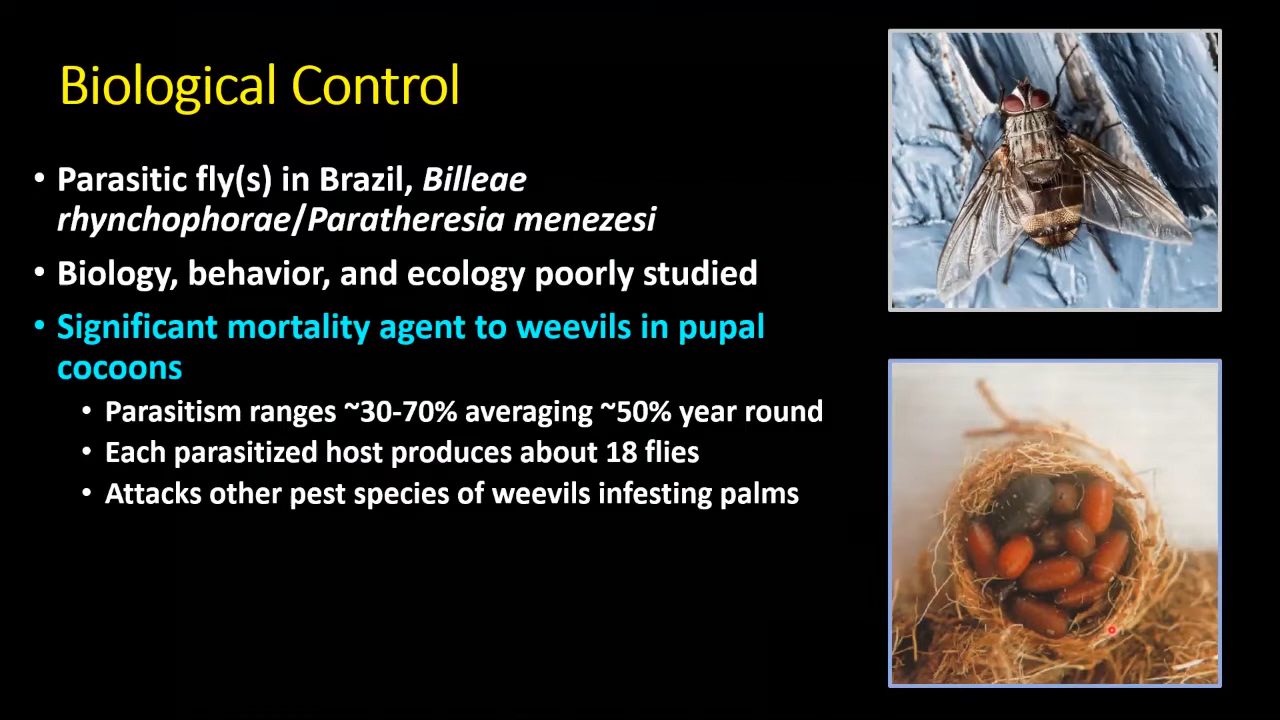 Biological Control
• Parasitic fly(s) in Brazil, Billeae
rhynchophorae/Paratheresia menezesi
• Biology, behavior, and ecology poorly studied
• Significant mortality agent to weevils in pupal
cocoons
• Parasitism ranges ~30-70% averaging ~50% year round
• Each parasitized host produces about 18 flies
• Attacks other pest species of weevils infesting palms